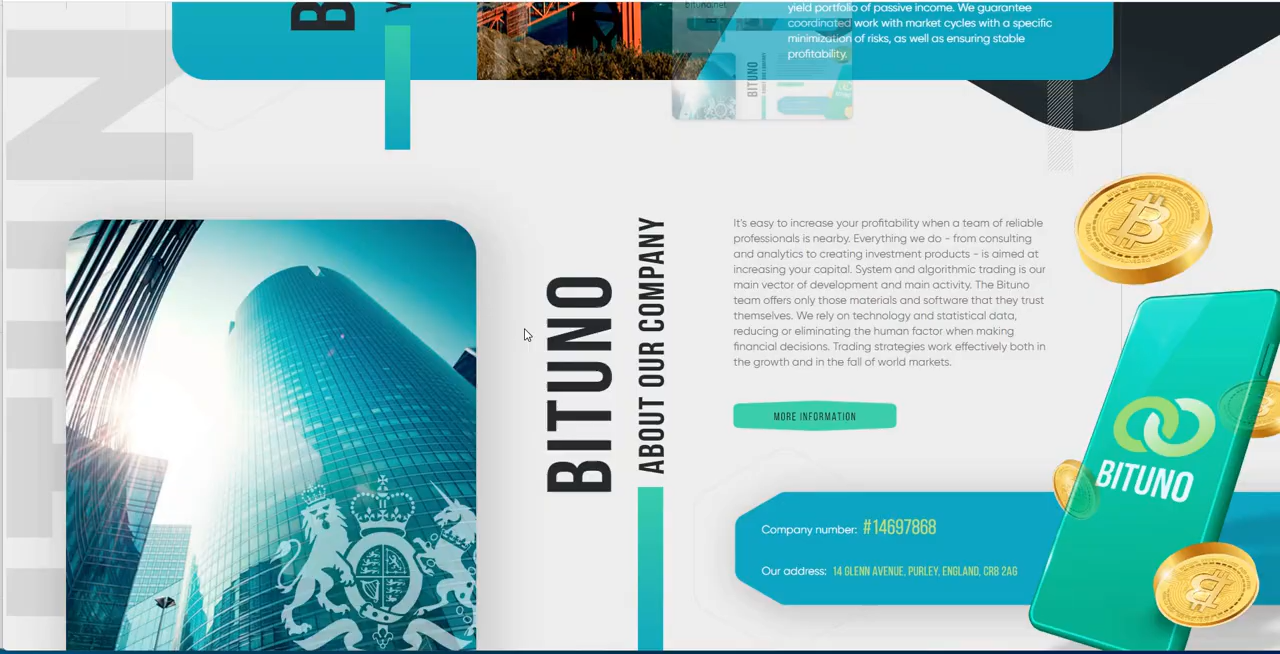 Bituno.net
yield portfolio of passive income. We guarantee
coordinated work with market cycles with a specific
minimization of risks, as well as ensuring stable
profitability.
B
Y
BITUNO
BITUNO
ABOUT OUR COMPANY
It's easy to increase your profitability when a team of reliable
professionals is nearby. Everything we do - from consulting
and analytics to creating investment products - is aimed at
increasing your capital. System and algorithmic trading is our
main vector of development and main activity. The Bituno
team offers only those materials and software that they trust
themselves. We rely on technology and statistical data,
reducing or eliminating the human factor when making
financial decisions. Trading strategies work effectively both in
the growth and in the fall of world markets.
MORE INFORMATION
BITUNO
Company number: #14697868
Our address: 14 GLENN AVENUE, PURLEY, ENGLAND, CR8 2AG